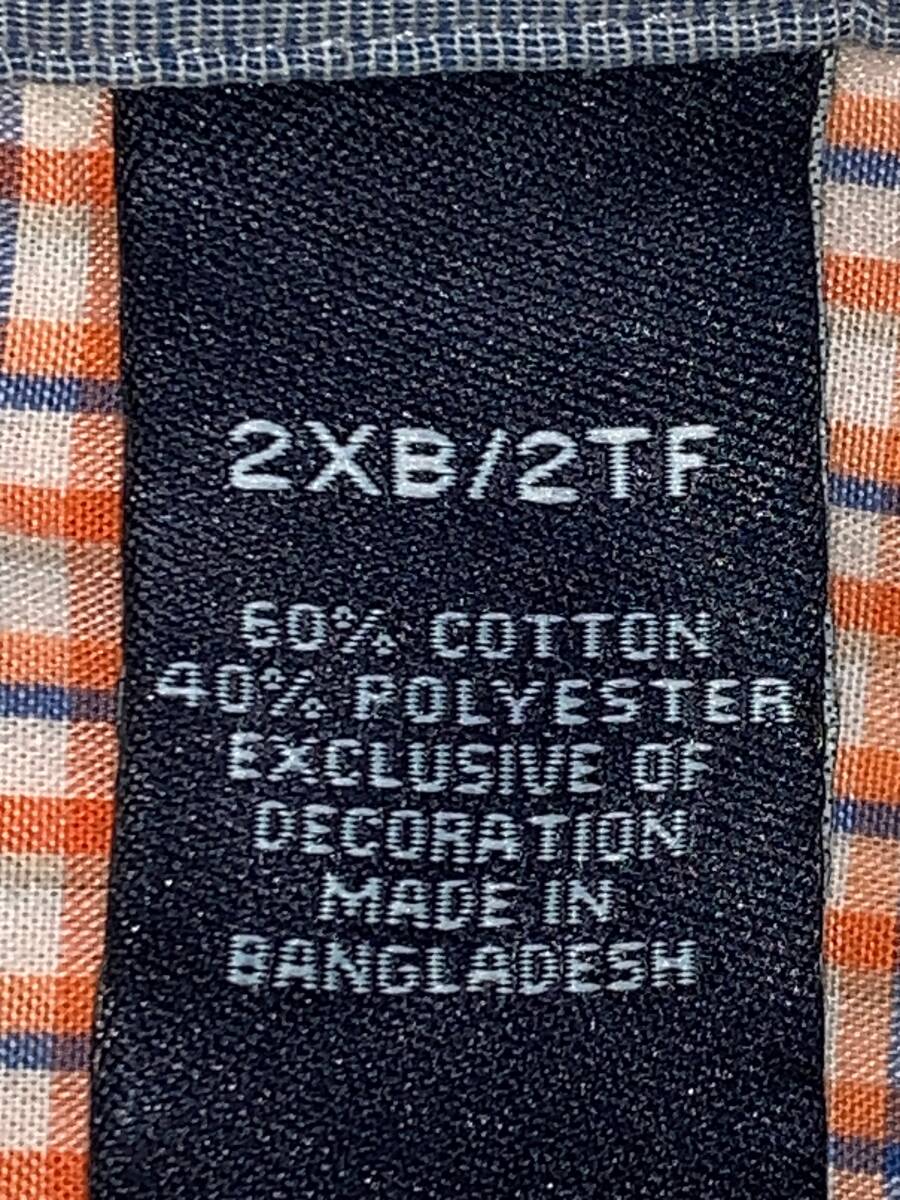 2XB/2TF
60% COTTON
40% POLYESTER
EXCLUSIVE OF
DECORATION
MADE IN
BANGLADESH